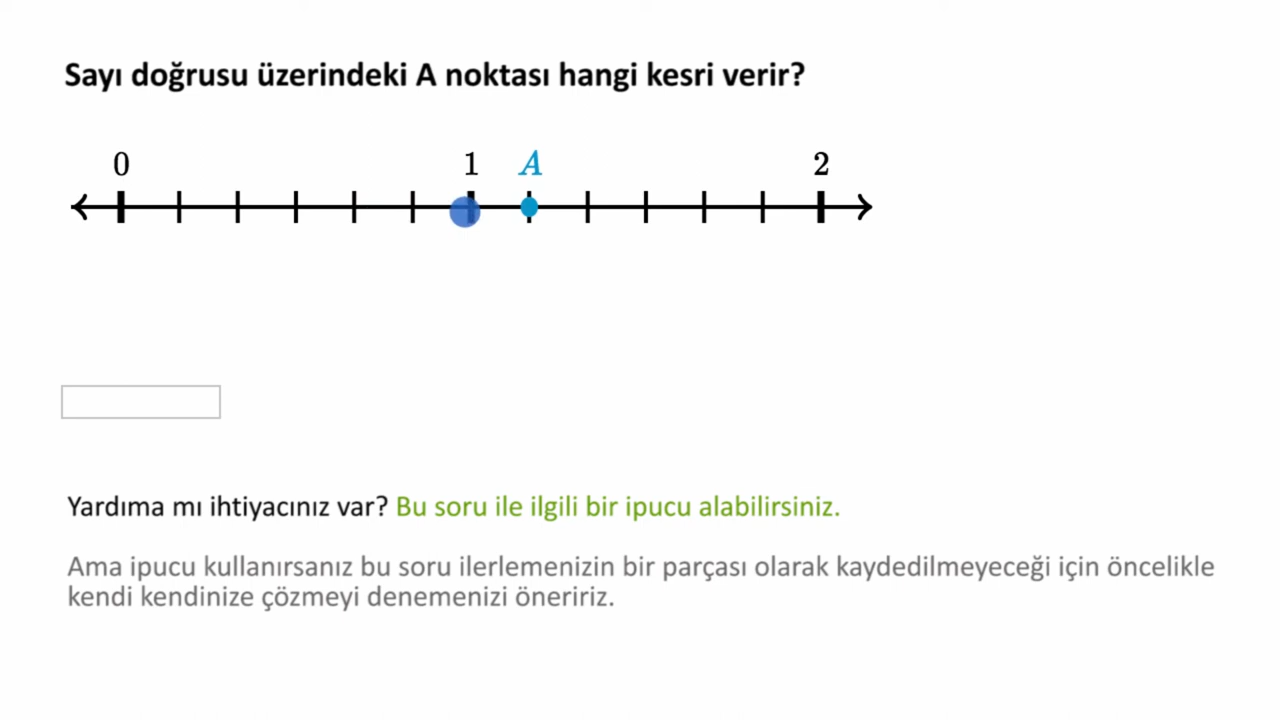 Sayı doğrusu üzerindeki A noktası hangi kesri verir?
0 1 A 2
Yardıma mı ihtiyacınız var? Bu soru ile ilgili bir ipucu alabilirsiniz.
Ama ipucu kullanırsanız bu soru ilerlemenizin bir parçası olarak kaydedilmeyeceği için öncelikle
kendi kendinize çözmeyi denemenizi öneririz.